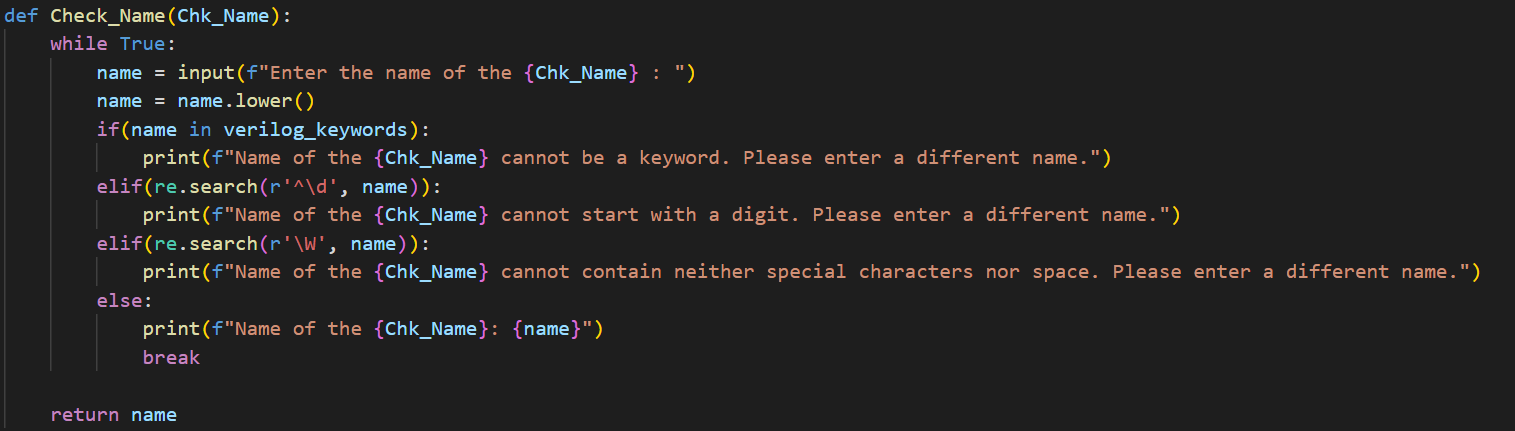 def Check_Name(Chk_Name):
    while True:
        name = input(f"Enter the name of the {Chk_Name} : ")
        name = name.lower()
        if(name in verilog_keywords):
            print(f"Name of the {Chk_Name} cannot be a keyword. Please enter a different name.")
        elif(re.search(r'^\d', name)):
            print(f"Name of the {Chk_Name} cannot start with a digit. Please enter a different name.")
        elif(re.search(r'\W', name)):
            print(f"Name of the {Chk_Name} cannot contain neither special characters nor space. Please enter a different name.")
        else:
            print(f"Name of the {Chk_Name}: {name}")
            break
    return name